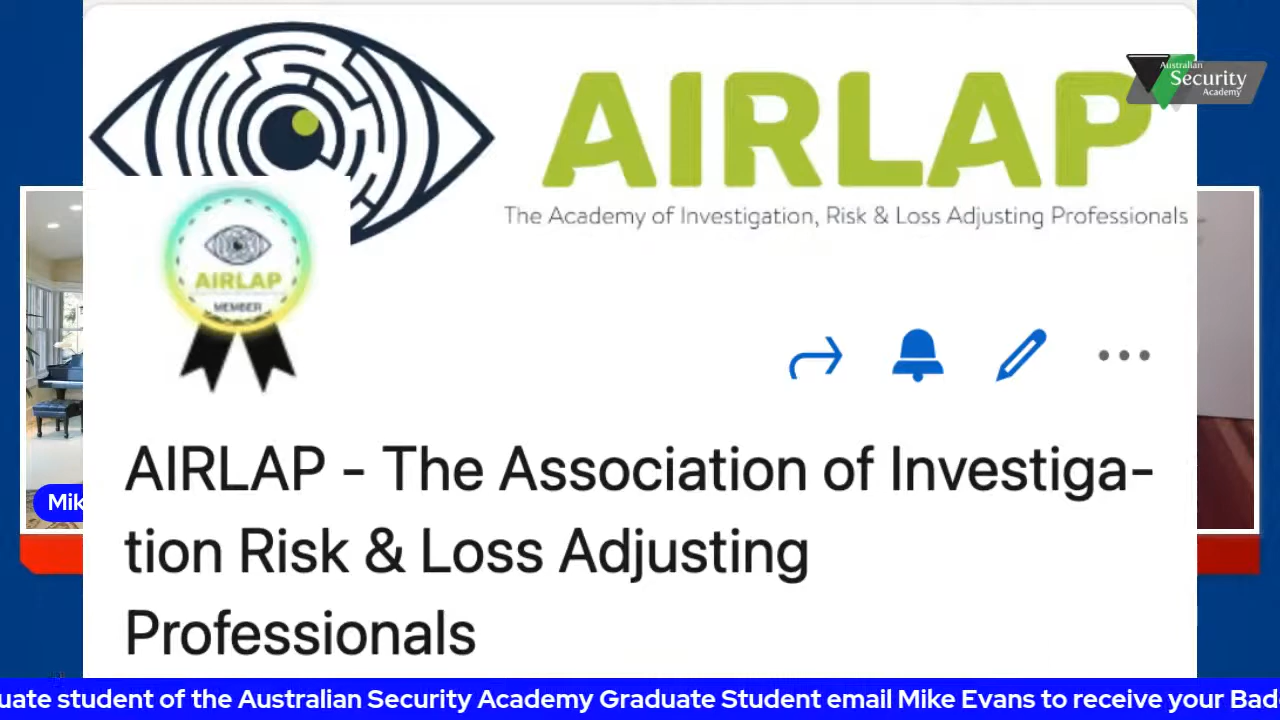 AIRLAP
The Academy of Investigation, Risk & Loss Adjusting Professionals
Australian
Security
Academy
AIRLAP
MEMBER
AIRLAP - The Association of Investiga-
tion Risk & Loss Adjusting
Professionals
Mik
uate student of the Australian Security Academy Graduate Student email Mike Evans to receive your Bad